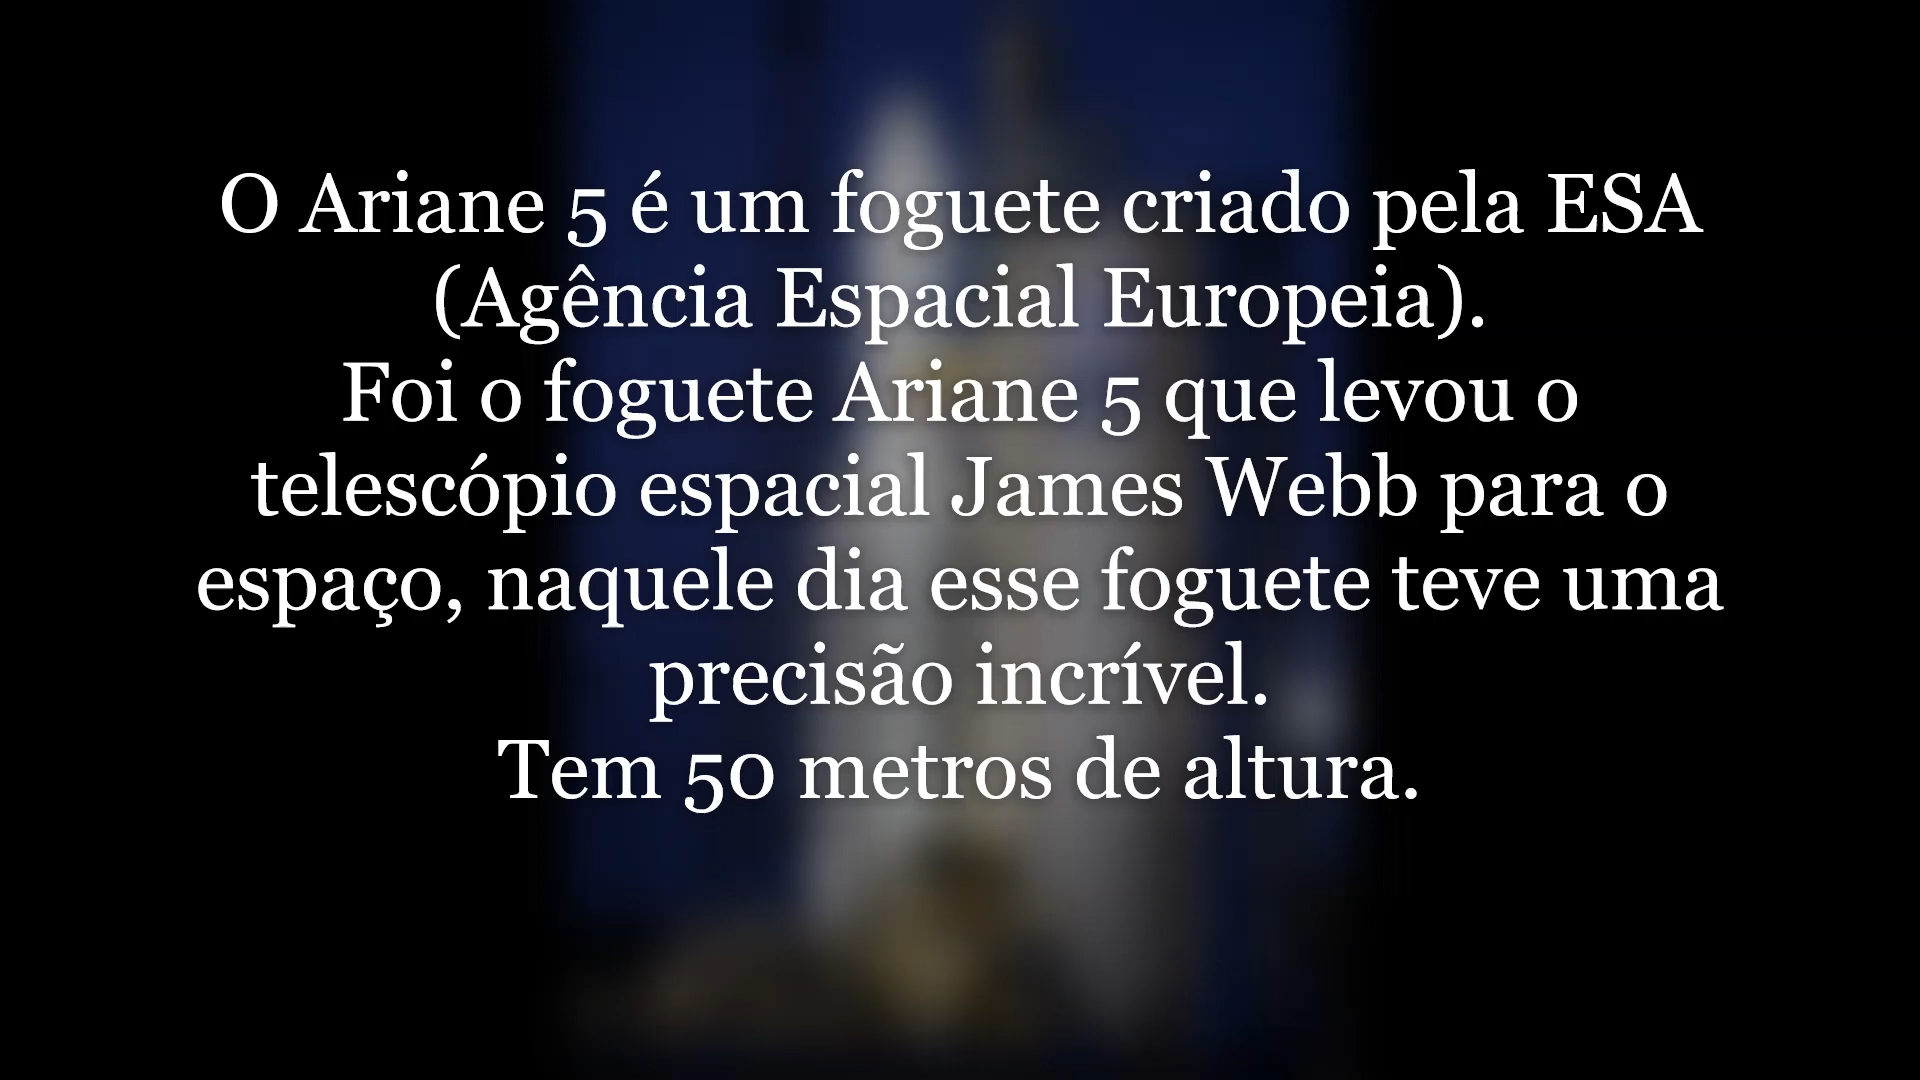 O Ariane 5 é um foguete criado pela ESA
(Agência Espacial Europeia).
Foi o foguete Ariane 5 que levou o
telescópio espacial James Webb para o
espaço, naquele dia esse foguete teve uma
precisão incrível.
Tem 50 metros de altura.